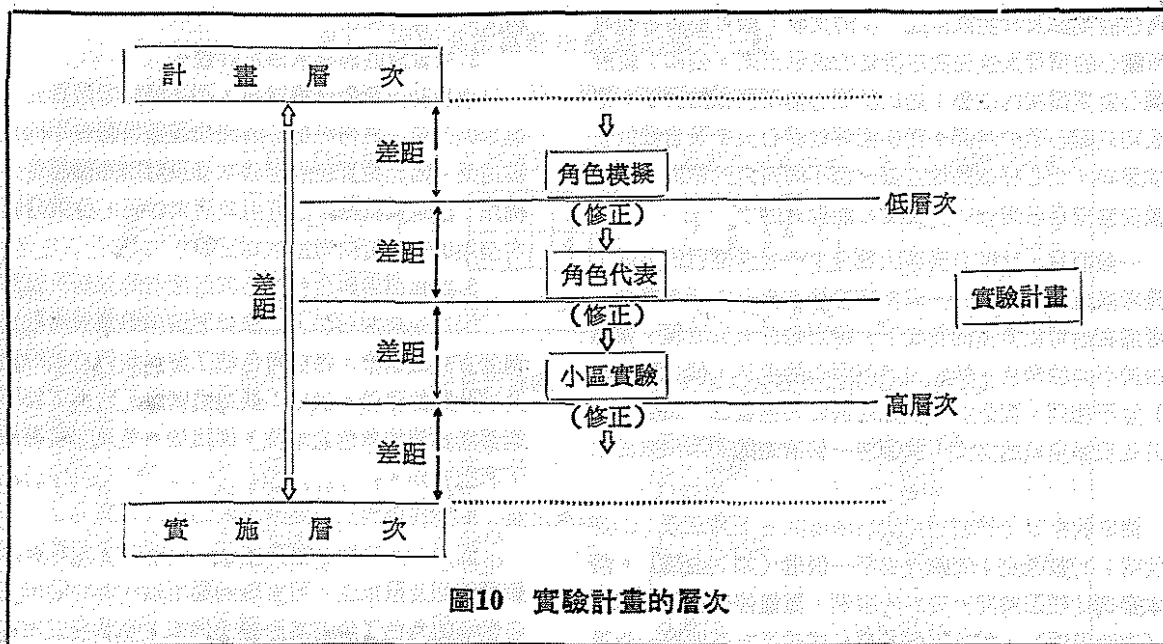 計畫層次
差距
角色模擬
低層次
(修正)
差距
角色代表
差距
實驗計畫
(修正)
差距
小區實驗
高層次
(修正)
差距
實施層次
圖10 實驗計畫的層次